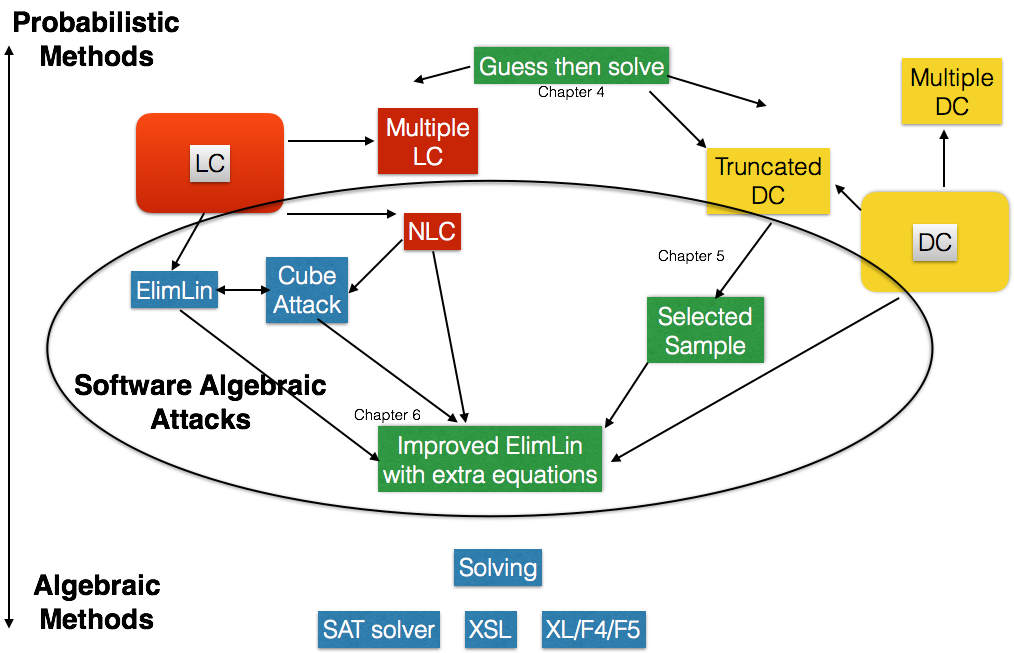 Probabilistic
Methods
Guess then solve
Chapter 4
Multiple
DC
Multiple
LC
LC
Truncated
DC
NLC
DC
Chapter 5
ElimLin
Cube
Attack
Selected
Sample
Software Algebraic
Attacks
Chapter 6
Improved ElimLin
with extra equations
Solving
Algebraic
Methods
SAT solver
XSL
XL/F4/F5